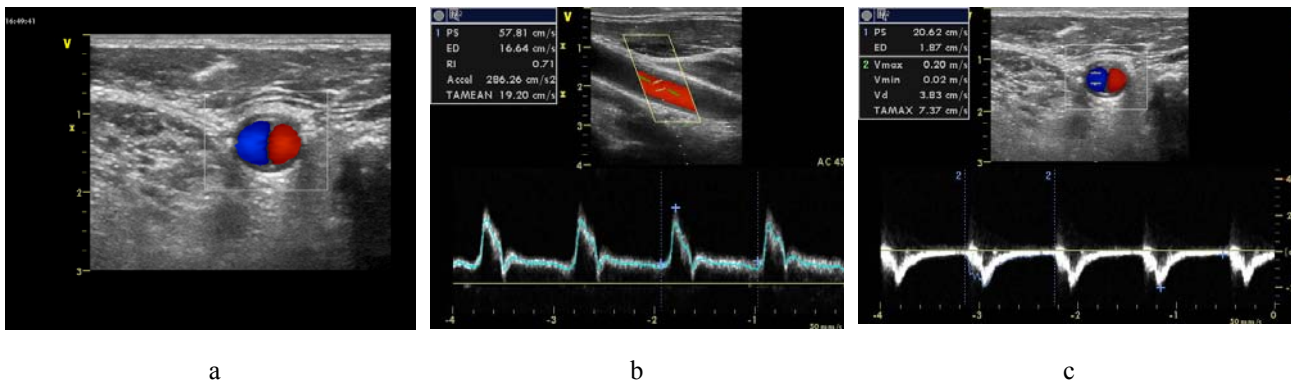 16:49:41
V
1
2
3
1 PS 57.81 cm/s
ED 16.64 cm/s
RI 0.71
Accel 286.26 cm/s2
TAMEAN 19.20 cm/s
V
1
2
3
4
AC 45
-4 -3 -2 -1
50 mm/s
1 PS 20.62 cm/s
ED 1.87 cm/s
2 Vmax 0.20 m/s
Vmin 0.02 m/s
Vd 3.83 cm/s
TAMAX 7.37 cm/s
V
1
2
3
2 2
-4 -3 -2 -1 0
50 mm/s
a b c